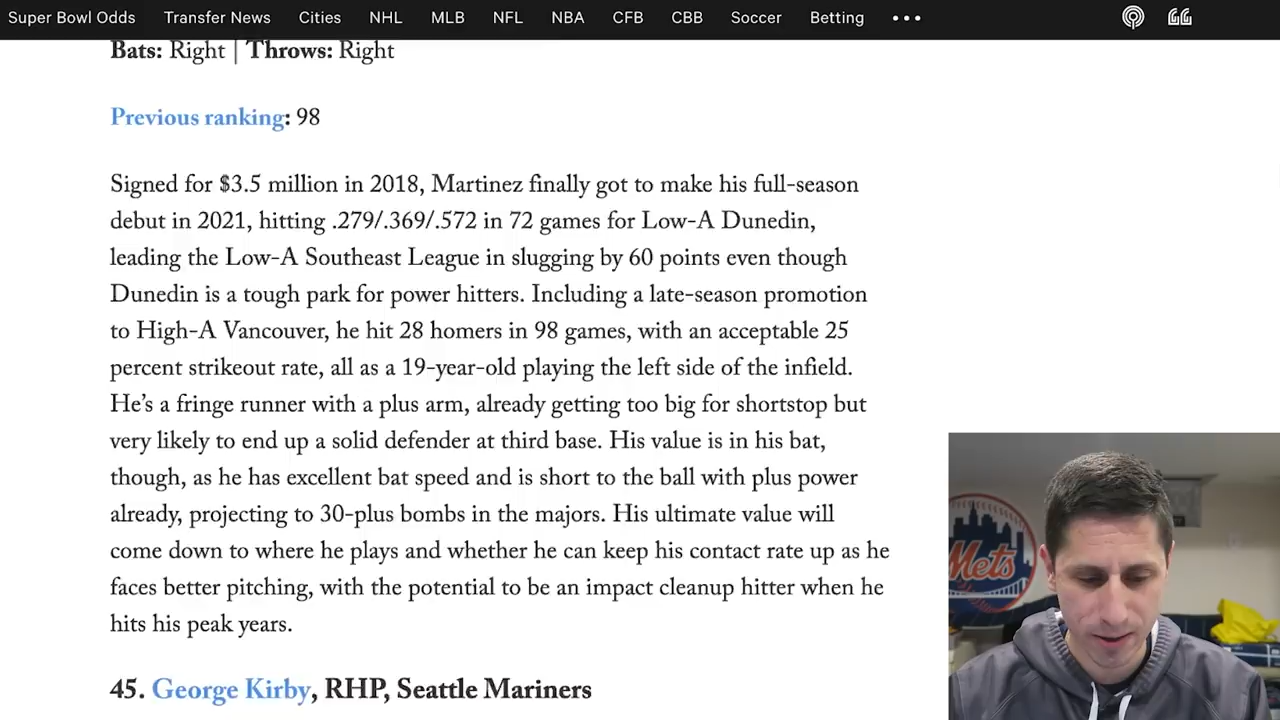 Super Bowl Odds Transfer News Cities NHL MLB NFL NBA CFB CBB Soccer Betting •••
Bats: Right | Throws: Right
Previous ranking: 98
Signed for $3.5 million in 2018, Martinez finally got to make his full-season
debut in 2021, hitting .279/.369/.572 in 72 games for Low-A Dunedin,
leading the Low-A Southeast League in slugging by 60 points even though
Dunedin is a tough park for power hitters. Including a late-season promotion
to High-A Vancouver, he hit 28 homers in 98 games, with an acceptable 25
percent strikeout rate, all as a 19-year-old playing the left side of the infield.
He’s a fringe runner with a plus arm, already getting too big for shortstop but
very likely to end up a solid defender at third base. His value is in his bat,
though, as he has excellent bat speed and is short to the ball with plus power
already, projecting to 30-plus bombs in the majors. His ultimate value will
come down to where he plays and whether he can keep his contact rate up as he
faces better pitching, with the potential to be an impact cleanup hitter when he
hits his peak years.
45. George Kirby, RHP, Seattle Mariners
Mets